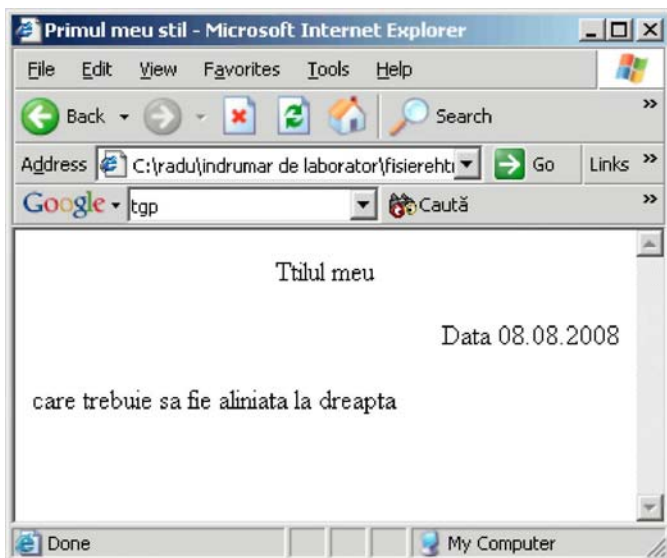 Primul meu stil - Microsoft Internet Explorer
File Edit View Favorites Tools Help
Back Search »
Address C:\radu\indrumar de laborator\fisierehti Go Links »
Google tgp Caută »
Ttilul meu
Data 08.08.2008
care trebuie sa fie aliniata la dreapta
Done My Computer